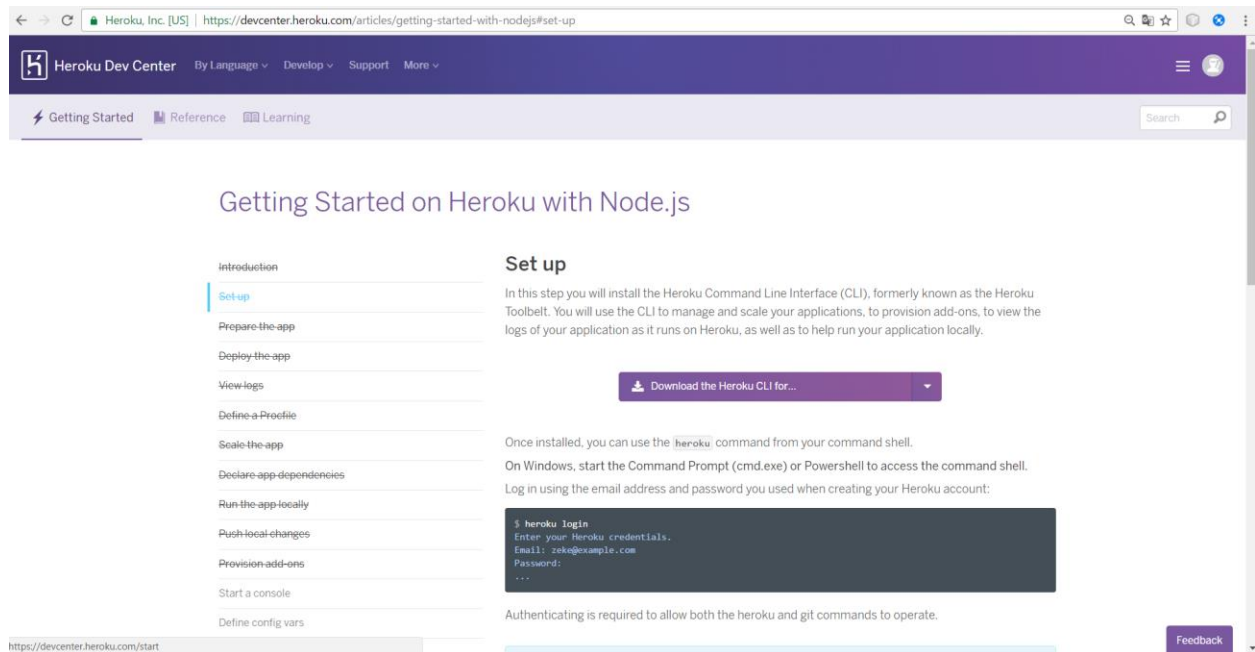 Heroku, Inc. [US] | https://devcenter.heroku.com/articles/getting-started-with-nodejs#set-up
Heroku Dev Center By Language Develop Support More
Getting Started Reference Learning Search
Getting Started on Heroku with Node.js
Introduction
Set up
Prepare the app
Deploy the app
View logs
Define a Procfile
Scale the app
Declare app dependencies
Run the app locally
Push local changes
Provision add-ons
Start a console
Define config vars
Set up
In this step you will install the Heroku Command Line Interface (CLI), formerly known as the Heroku
Toolbelt. You will use the CLI to manage and scale your applications, to provision add-ons, to view the
logs of your application as it runs on Heroku, as well as to help run your application locally.
Download the Heroku CLI for...
Once installed, you can use the heroku command from your command shell.
On Windows, start the Command Prompt (cmd.exe) or Powershell to access the command shell.
Log in using the email address and password you used when creating your Heroku account:
$ heroku login
Enter your Heroku credentials.
Email: zeke@example.com
Password:
...
Authenticating is required to allow both the heroku and git commands to operate.
Feedback
https://devcenter.heroku.com/start